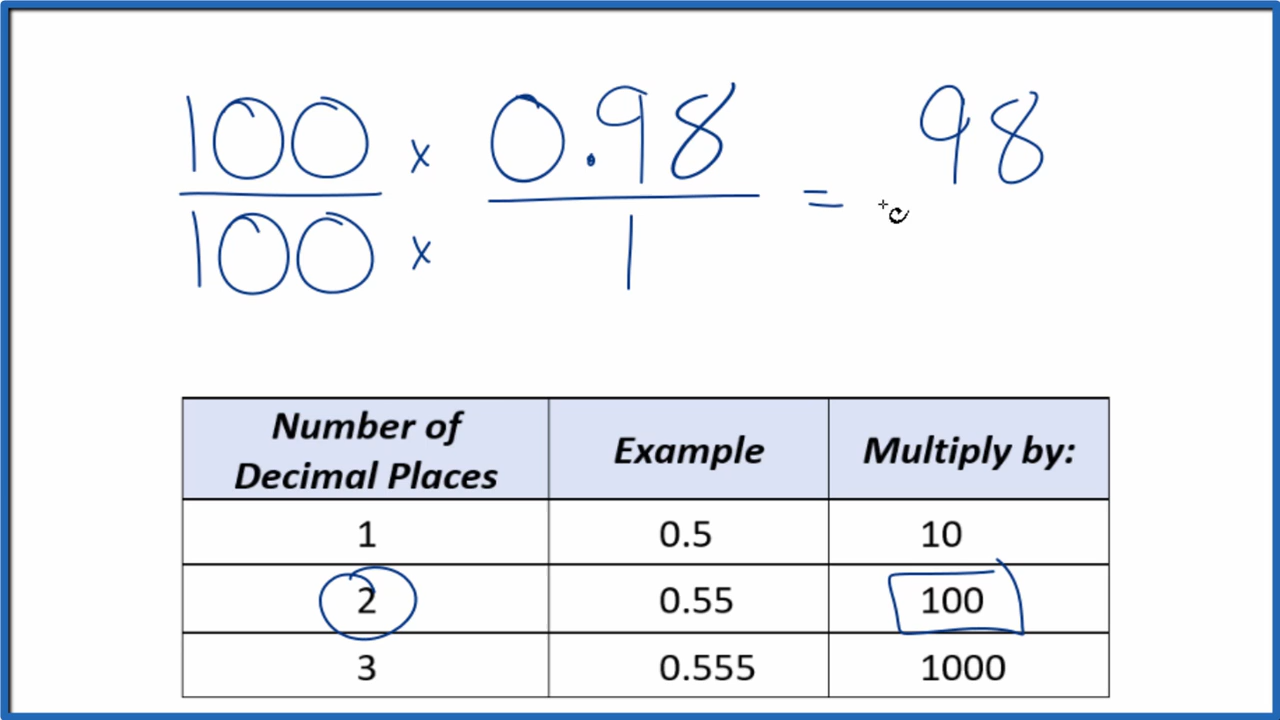 100 × 0.98 = 98
100 × 1
Number of Decimal Places Example Multiply by:
1 0.5 10
2 0.55 100
3 0.555 1000